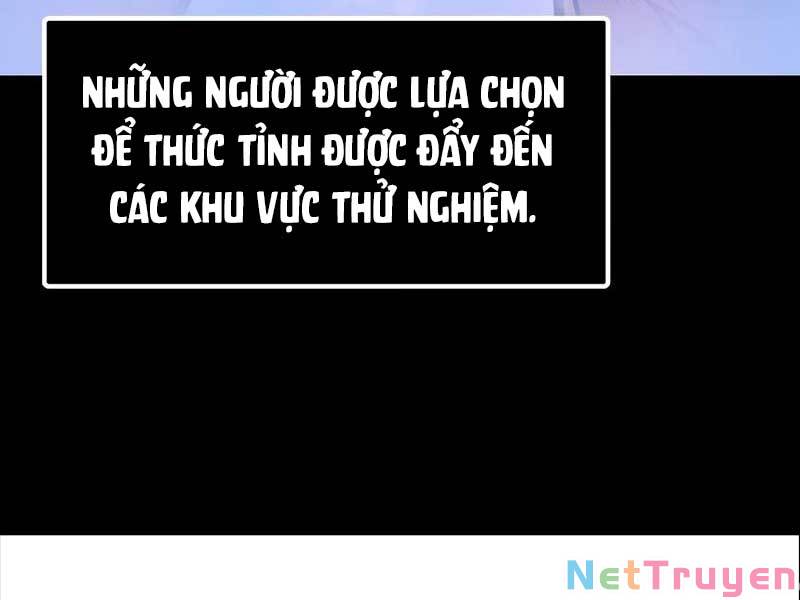 NHỮNG NGƯỜI ĐƯỢC LỰA CHỌN
ĐỂ THỨC TỈNH ĐƯỢC ĐẨY ĐẾN
CÁC KHU VỰC THỬ NGHIỆM.
NetTruyen